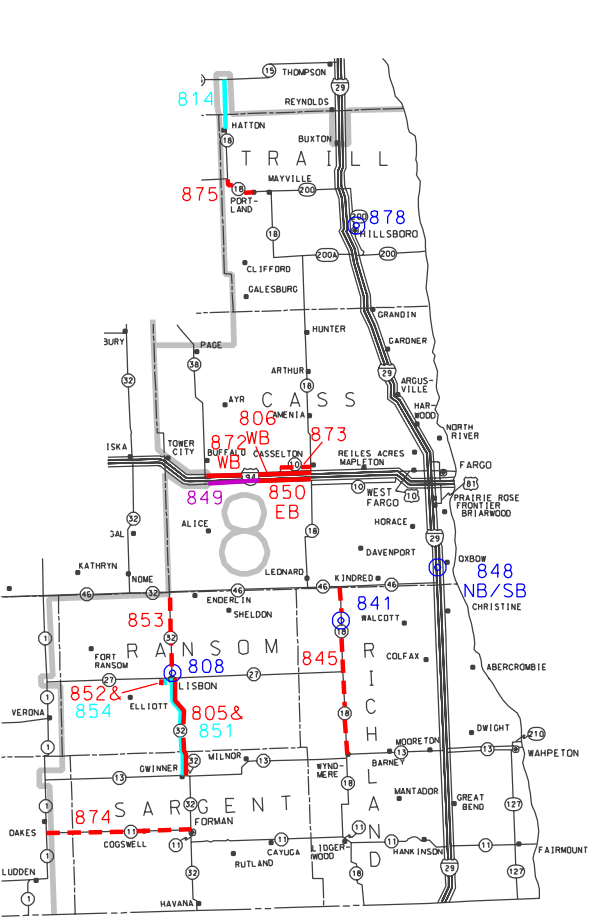 15
THOMPSON
29
814
REYNOLDS
HATTON
18
BUXTON
TRAILL
875
18
MAYVILLE
200
PORT-
LAND
200
878
HILLSBORO
18
200A
200
CLIFFORD
GALESBURG
GRANDIN
BURY
PAGE
HUNTER
GARDNER
38
32
ARTHUR
29
18
ARGUS-
VILLE
AYR
CASS
AMENIA
HAR-
WOOD
806
WB
873
NORTH
RIVER
ISKA
TOWER
CITY
872
WB
BUFFALO
CASSELTON
10
REILES ACRES
MAPLETON
FARGO
94
849
850
EB
10
WEST
FARGO
10
81
PRAIRIE ROSE
FRONTIER
BRIARWOOD
32
8
ALICE
18
HORACE
29
DAVENPORT
KATHRYN
NOME
LEONARD
KINDRED
OXBOW
848
NB/SB
46
32
ENDERLIN
46
46
46
SHELDON
CHRISTINE
853
841
WALCOTT
1
32
RANSOM
18
FORT
RANSOM
808
845
RICHLAND
COLFAX
ABERCROMBIE
27
LISBON
27
852&
854
ELLIOTT
1
VERONA
805&
851
18
32
DWIGHT
210
MOORETON
MILNOR
13
WYND-
MERE
13
BARNEY
13
WAHPETON
GWINNER
32
13
18
MANTADOR
1
SARGENT
32
GREAT
BEND
127
874
OAKES
11
FORMAN
COGSWELL
11
11
11
CAYUGA
LIDGER-
WOOD
11
HANKINSON
11
FAIRMOUNT
1
RUTLAND
LUDDEN
32
18
29
127
1
HAVANA